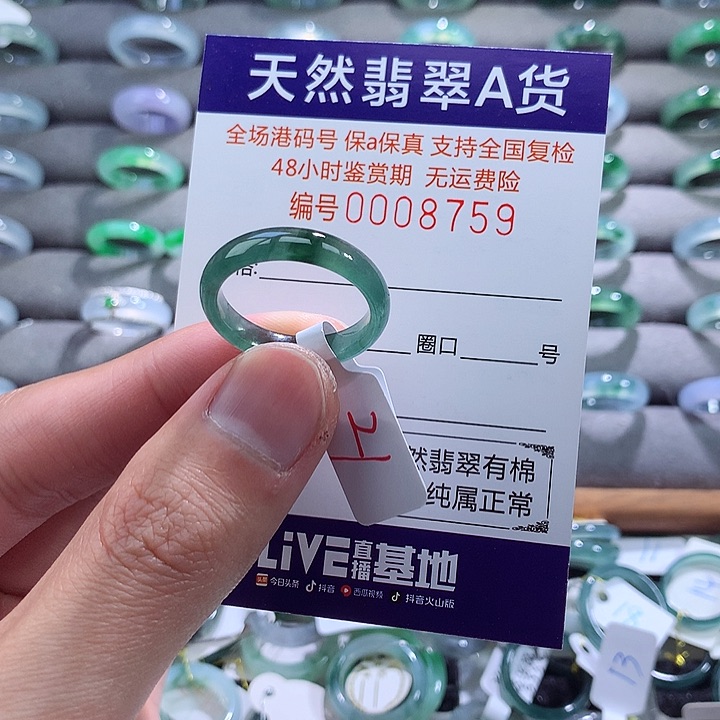 天然翡翠A货
全场港码号 保a保真 支持全国复检
48小时鉴赏期 无运费险
编号0008759
格:
圈口 号
21
然翡翠有棉
纯属正常
LIVE直播基地
头条 今日头条 抖音 西瓜视频 抖音火山版
13